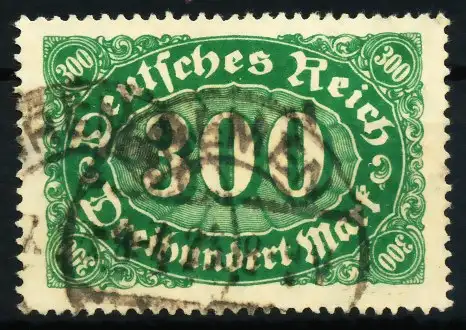 300 300
Deutsches Reich
300
Dreihundert Mark
300 300